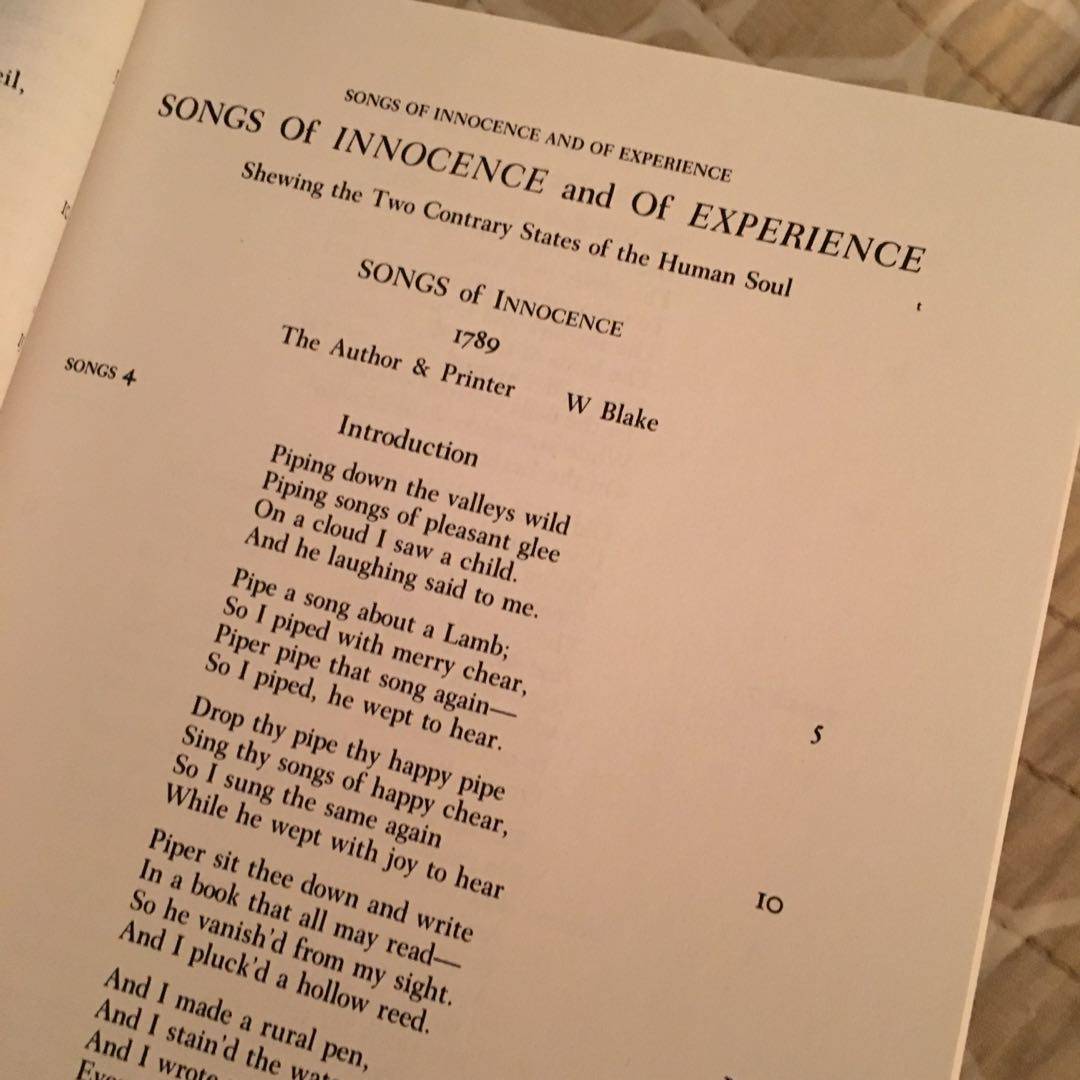 eil,
SONGS OF INNOCENCE AND OF EXPERIENCE
SONGS Of INNOCENCE and Of EXPERIENCE
Shewing the Two Contrary States of the Human Soul
t
SONGS of INNOCENCE
1789
The Author & Printer W Blake
SONGS 4
Introduction
Piping down the valleys wild
Piping songs of pleasant glee
On a cloud I saw a child.
And he laughing said to me.
Pipe a song about a Lamb;
So I piped with merry chear,
Piper pipe that song again—
So I piped, he wept to hear.
5
Drop thy pipe thy happy pipe
Sing thy songs of happy chear,
So I sung the same again
While he wept with joy to hear
10
Piper sit thee down and write
In a book that all may read—
So he vanish'd from my sight.
And I pluck'd a hollow reed.
And I made a rural pen,
And I stain'd the
And I wrote